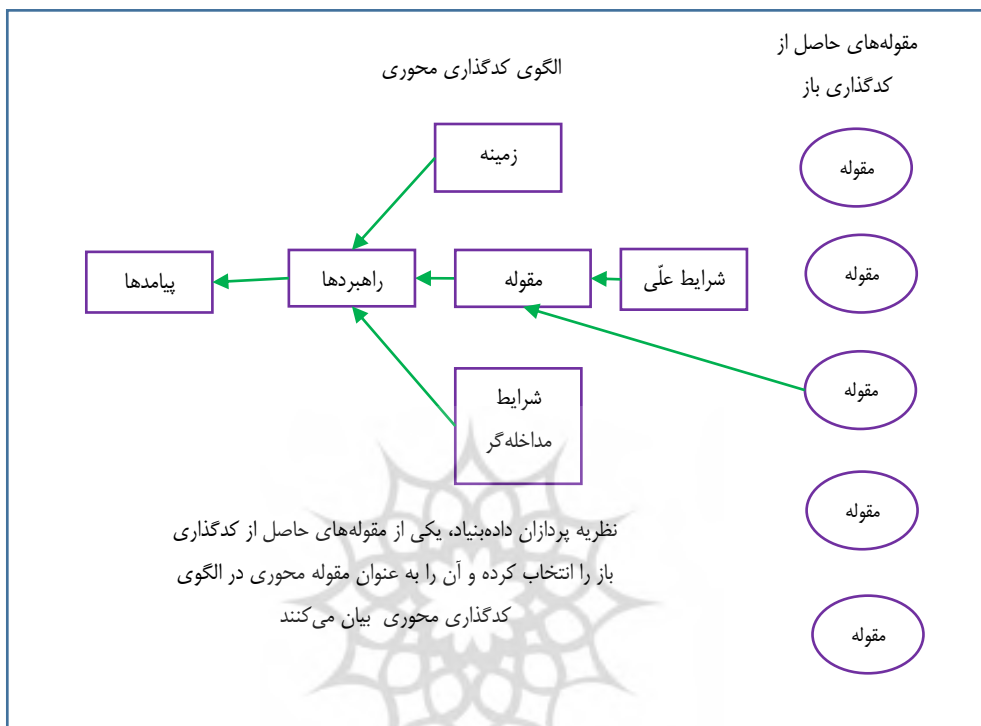 مقوله‌های حاصل از
کدگذاری باز
الگوی کدگذاری محوری
مقوله
مقوله
مقوله
مقوله
مقوله
زمینه
شرایط علّی
مقوله
راهبردها
پیامدها
شرایط
مداخله‌گر
نظریه پردازان داده‌بنیاد، یکی از مقوله‌های حاصل از کدگذاری
باز را انتخاب کرده و آن را به عنوان مقوله محوری در الگوی
کدگذاری محوری بیان می‌کنند